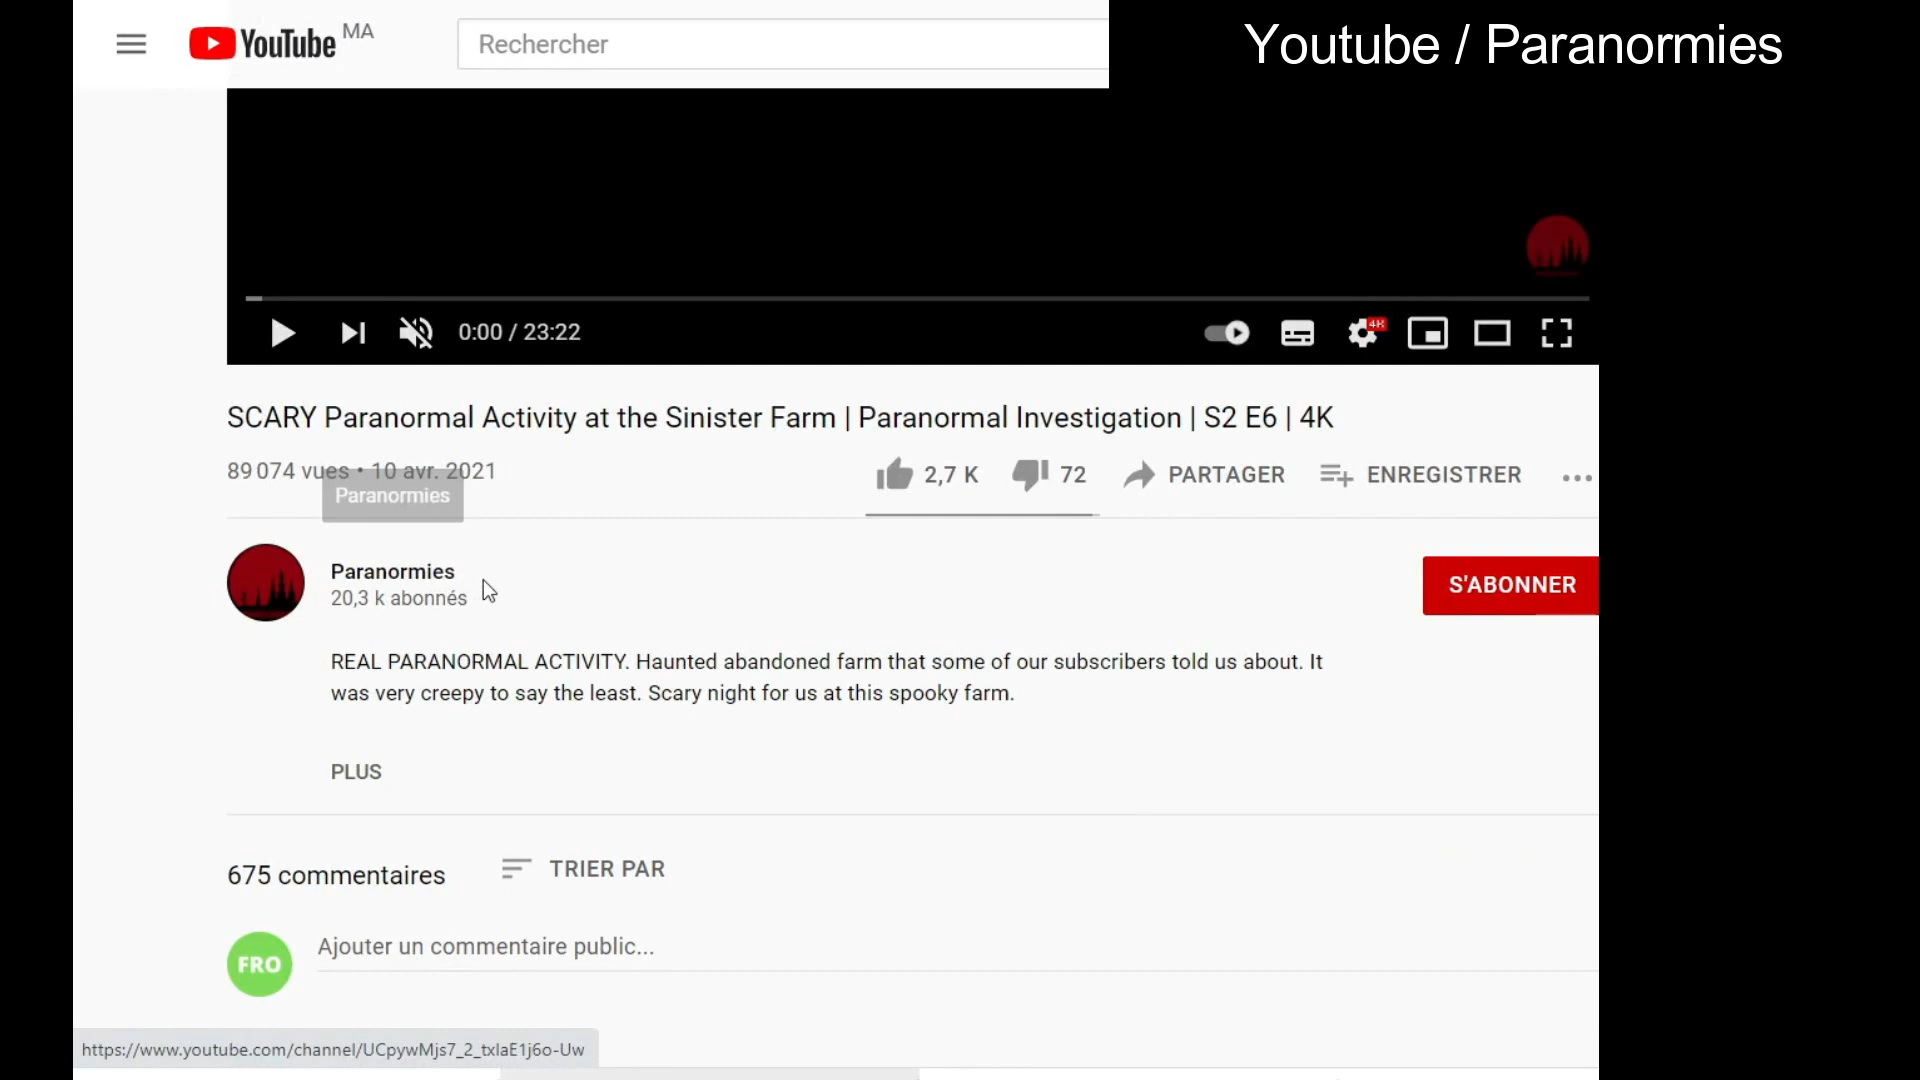 YouTube MA
Rechercher
Youtube / Paranormies
0:00 / 23:22
4K
SCARY Paranormal Activity at the Sinister Farm | Paranormal Investigation | S2 E6 | 4K
89 074 vues • 10 avr. 2021
2,7 K
72
PARTAGER
ENREGISTRER
Paranormies
Paranormies
20,3 k abonnés
S'ABONNER
REAL PARANORMAL ACTIVITY. Haunted abandoned farm that some of our subscribers told us about. It
was very creepy to say the least. Scary night for us at this spooky farm.
PLUS
675 commentaires
TRIER PAR
FRO
Ajouter un commentaire public...
https://www.youtube.com/channel/UCpywMjs7_2_txlaE1j6o-Uw